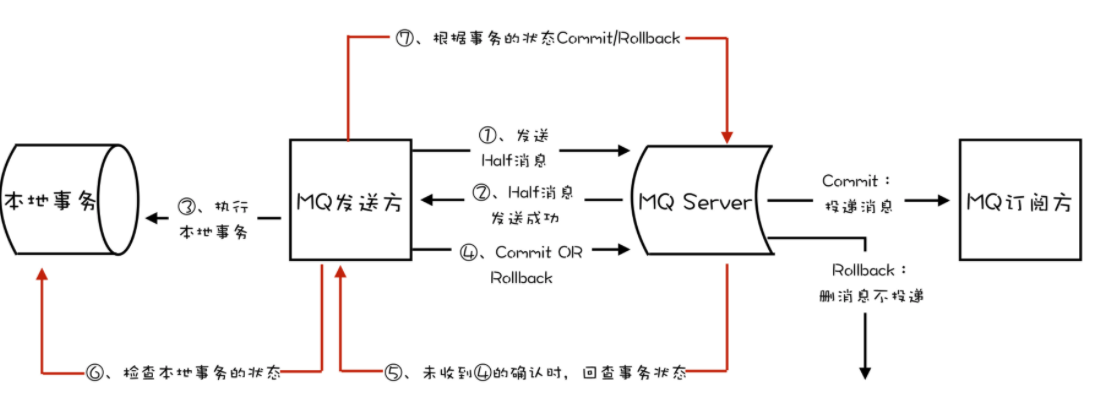 ⑦、根据事务的状态Commit/Rollback
①、发送
Half消息
本地事务
③、执行
本地事务
MQ发送方
②、Half消息
发送成功
MQ Server
Commit：
投递消息
MQ订阅方
④、Commit OR
Rollback
Rollback：
删消息不投递
⑥、检查本地事务的状态
⑤、未收到④的确认时，回查事务状态